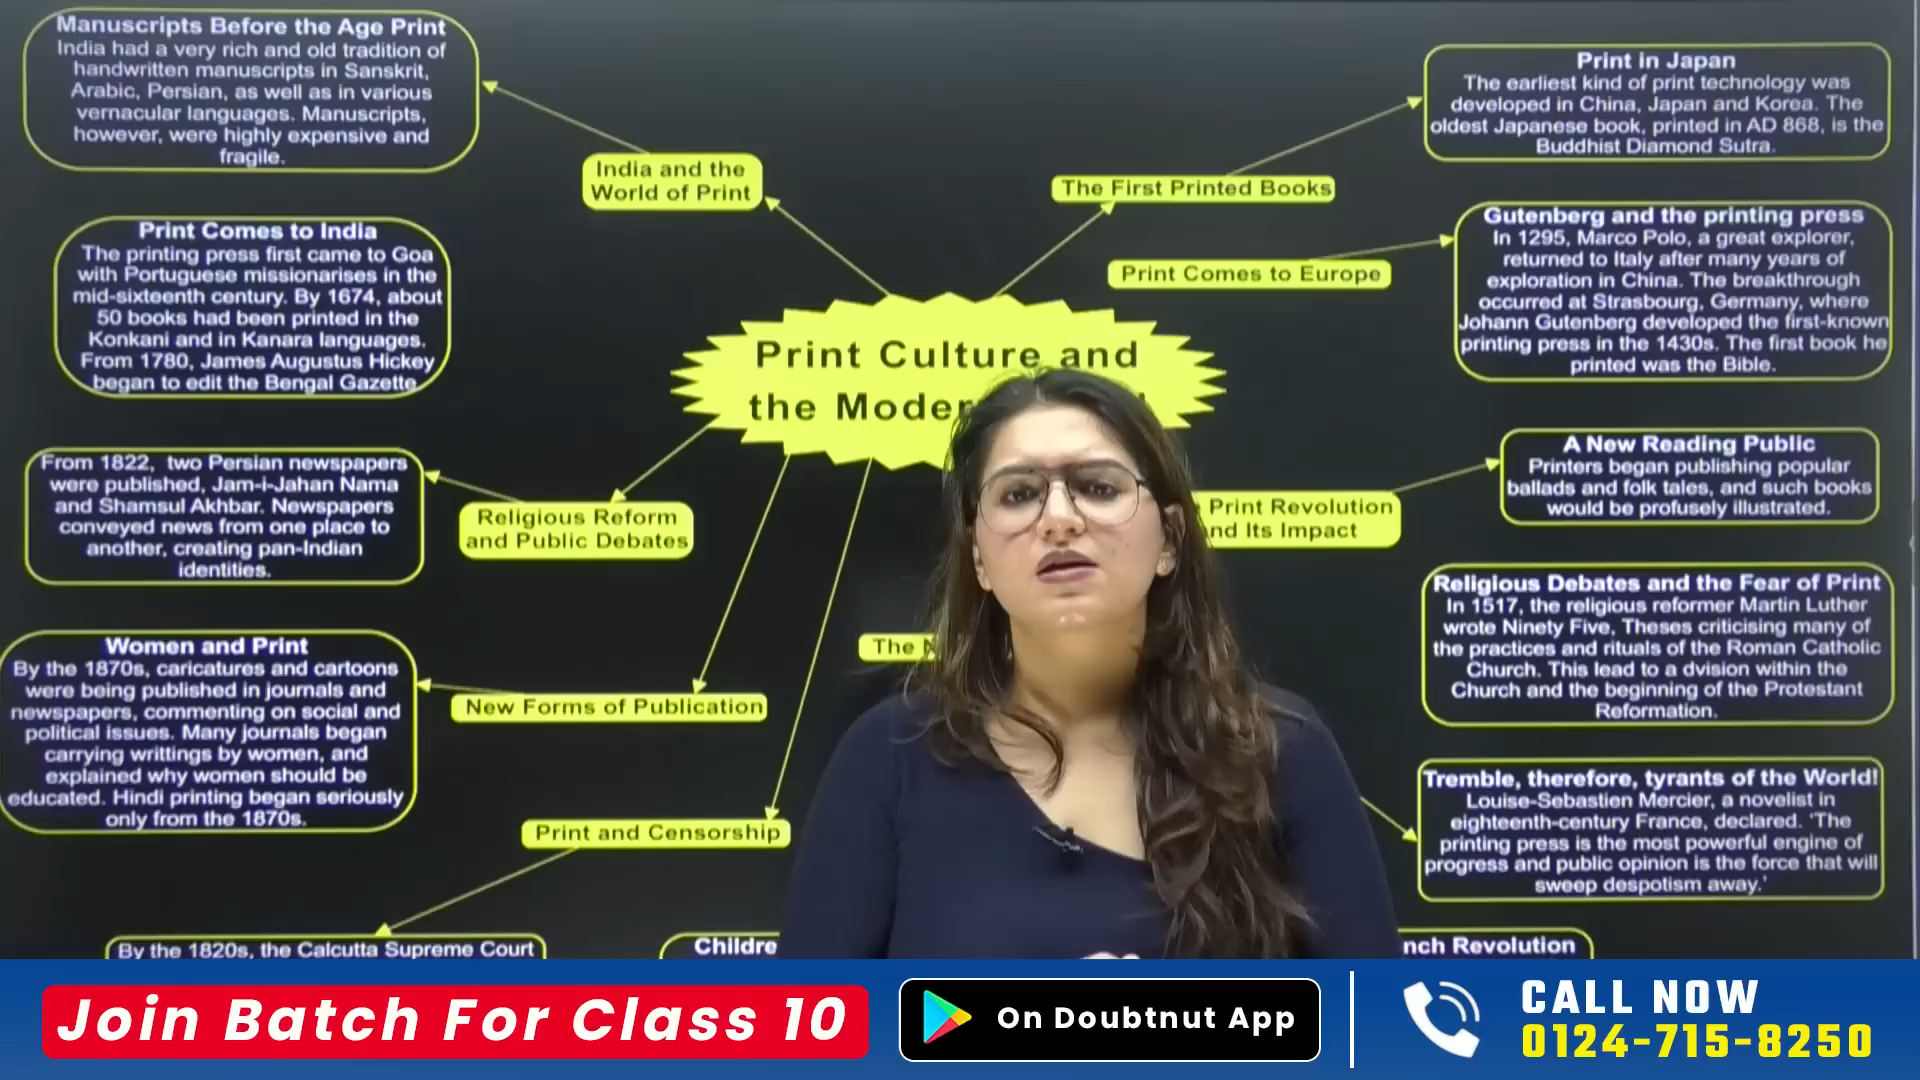 Manuscripts Before the Age Print
India had a very rich and old tradition of
handwritten manuscripts in Sanskrit,
Arabic, Persian, as well as in various
vernacular languages. Manuscripts,
however, were highly expensive and
fragile.
India and the
World of Print
Print Comes to India
The printing press first came to Goa
with Portuguese missionarises in the
mid-sixteenth century. By 1674, about
50 books had been printed in the
Konkani and in Kanara languages.
From 1780, James Augustus Hickey
began to edit the Bengal Gazette
The First Printed Books
Print in Japan
The earliest kind of print technology was
developed in China, Japan and Korea. The
oldest Japanese book, printed in AD 868, is the
Buddhist Diamond Sutra.
Print Comes to Europe
Gutenberg and the printing press
In 1295, Marco Polo, a great explorer,
returned to Italy after many years of
exploration in China. The breakthrough
occurred at Strasbourg, Germany, where
Johann Gutenberg developed the first-known
printing press in the 1430s. The first book he
printed was the Bible.
Print Culture and
the Moder
From 1822, two Persian newspapers
were published, Jam-i-Jahan Nama
and Shamsul Akhbar. Newspapers
conveyed news from one place to
another, creating pan-Indian
identities.
Religious Reform
and Public Debates
Print Revolution
nd Its Impact
A New Reading Public
Printers began publishing popular
ballads and folk tales, and such books
would be profusely illustrated.
Religious Debates and the Fear of Print
In 1517, the religious reformer Martin Luther
wrote Ninety Five, Theses criticising many of
the practices and rituals of the Roman Catholic
Church. This lead to a dvision within the
Church and the beginning of the Protestant
Reformation.
Women and Print
By the 1870s, caricatures and cartoons
were being published in journals and
newspapers, commenting on social and
political issues. Many journals began
carrying writtings by women, and
explained why women should be
educated. Hindi printing began seriously
only from the 1870s.
The
New Forms of Publication
Print and Censorship
Tremble, therefore, tyrants of the World!
Louise-Sebastien Mercier, a novelist in
eighteenth-century France, declared. 'The
printing press is the most powerful engine of
progress and public opinion is the force that will
sweep despotism away.'
By the 1820s, the Calcutta Supreme Court
Childre
nch Revolution
Join Batch For Class 10
On Doubtnut App
CALL NOW
0124-715-8250